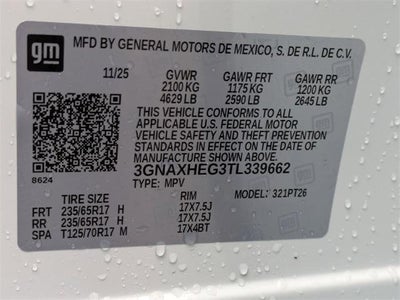 gm
MFD BY GENERAL MOTORS DE MEXICO, S. DE R.L. DE C.V.
11/25 GVWR GAWR FRT GAWR RR
2100 KG 1175 KG 1200 KG
4629 LB 2590 LB 2645 LB
THIS VEHICLE CONFORMS TO ALL APPLICABLE
U.S. FEDERAL MOTOR
VEHICLE SAFETY AND THEFT PREVENTION
STANDARDS IN EFFECT ON THE DATE OF
MANUFACTURE SHOWN ABOVE.
3GNAXHEG3TL339662
8624 TYPE: MPV MODEL: 321PT26
TIRE SIZE RIM
FRT 235/65R17 H 17X7.5J
RR 235/65R17 H 17X7.5J
SPA T125/70R17 M 17X4BT